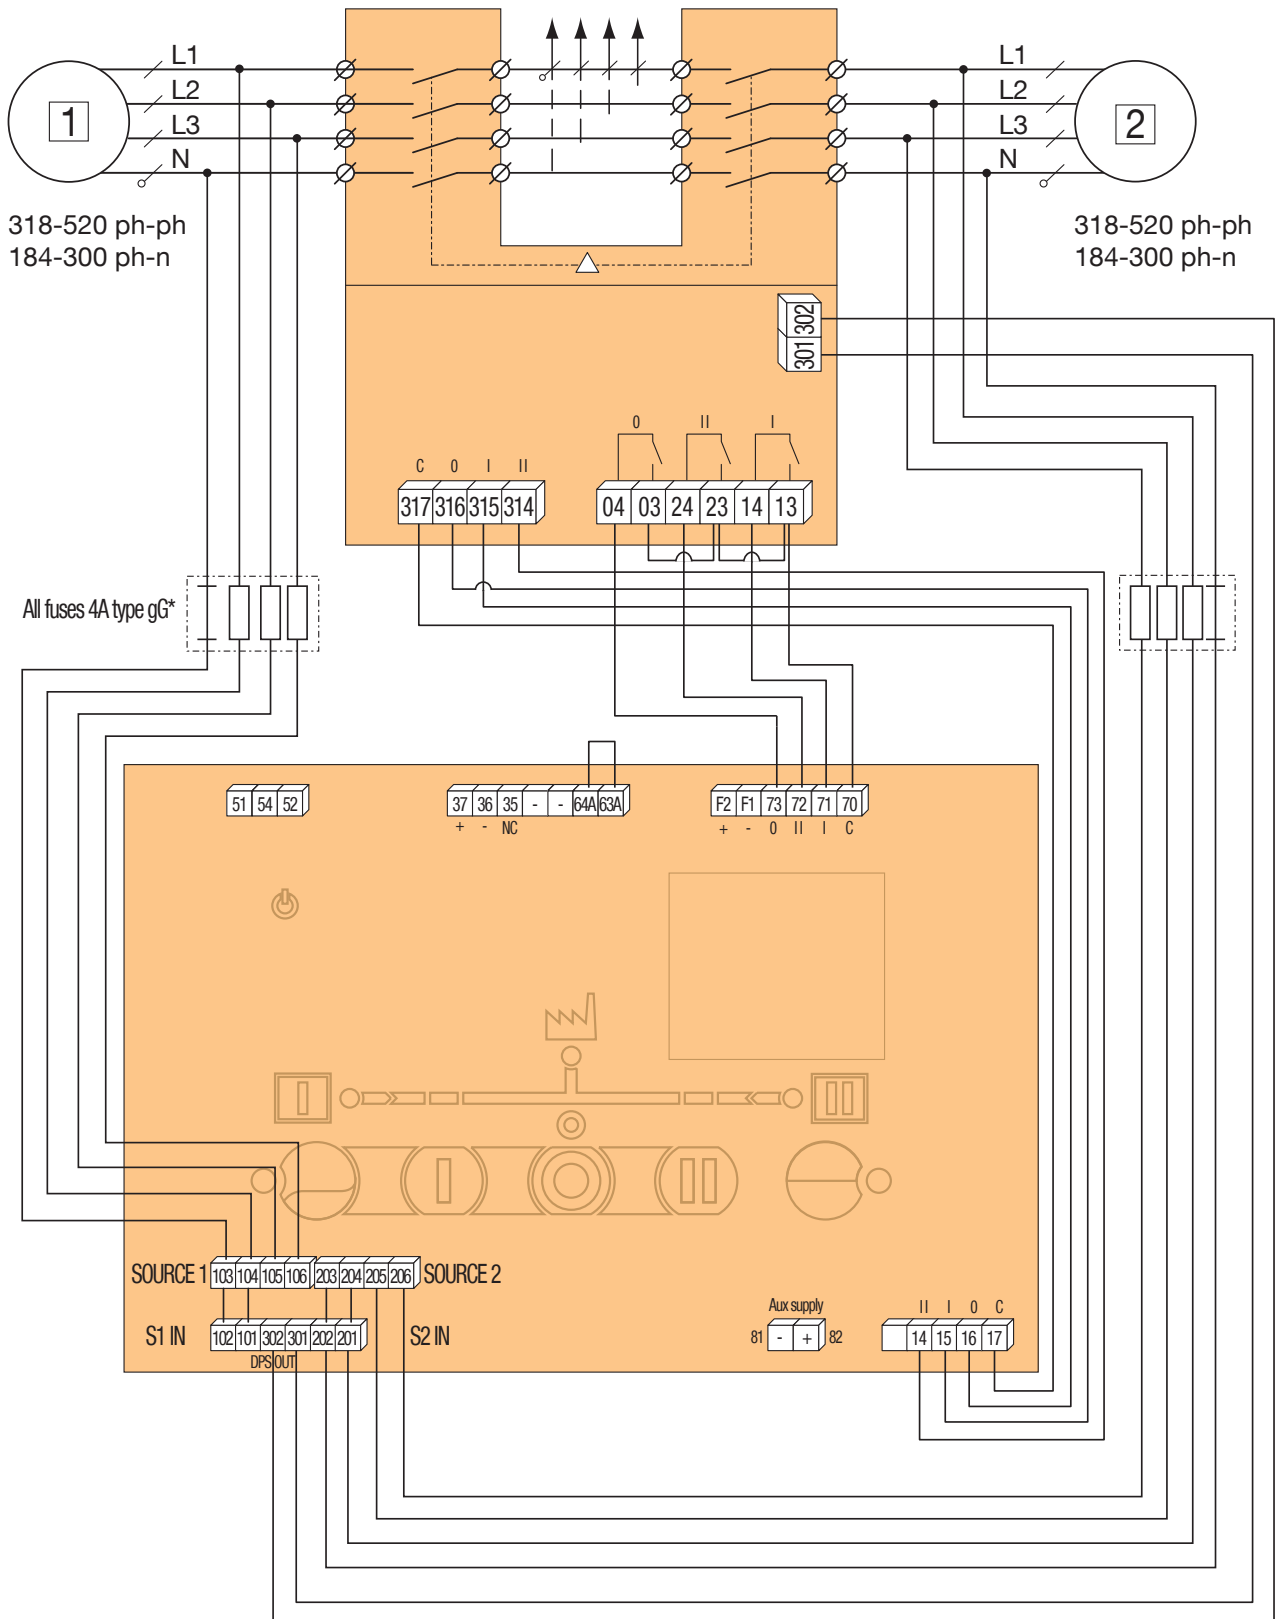 L1
L2
L3
N
1
318-520 ph-ph
184-300 ph-n
L1
L2
L3
N
2
318-520 ph-ph
184-300 ph-n
302
301
0 II I
C 0 I II
317 316 315 314
04 03 24 23 14 13
All fuses 4A type gG*
51 54 52
37 36 35 - - 64A 63A
+ - NC
F2 F1 73 72 71 70
+ - 0 II I C
SOURCE 1 103 104 105 106 203 204 205 206 SOURCE 2
S1 IN 102 101 302 301 202 201 S2 IN
DPS OUT
Aux supply
81 - + 82
II I 0 C
14 15 16 17